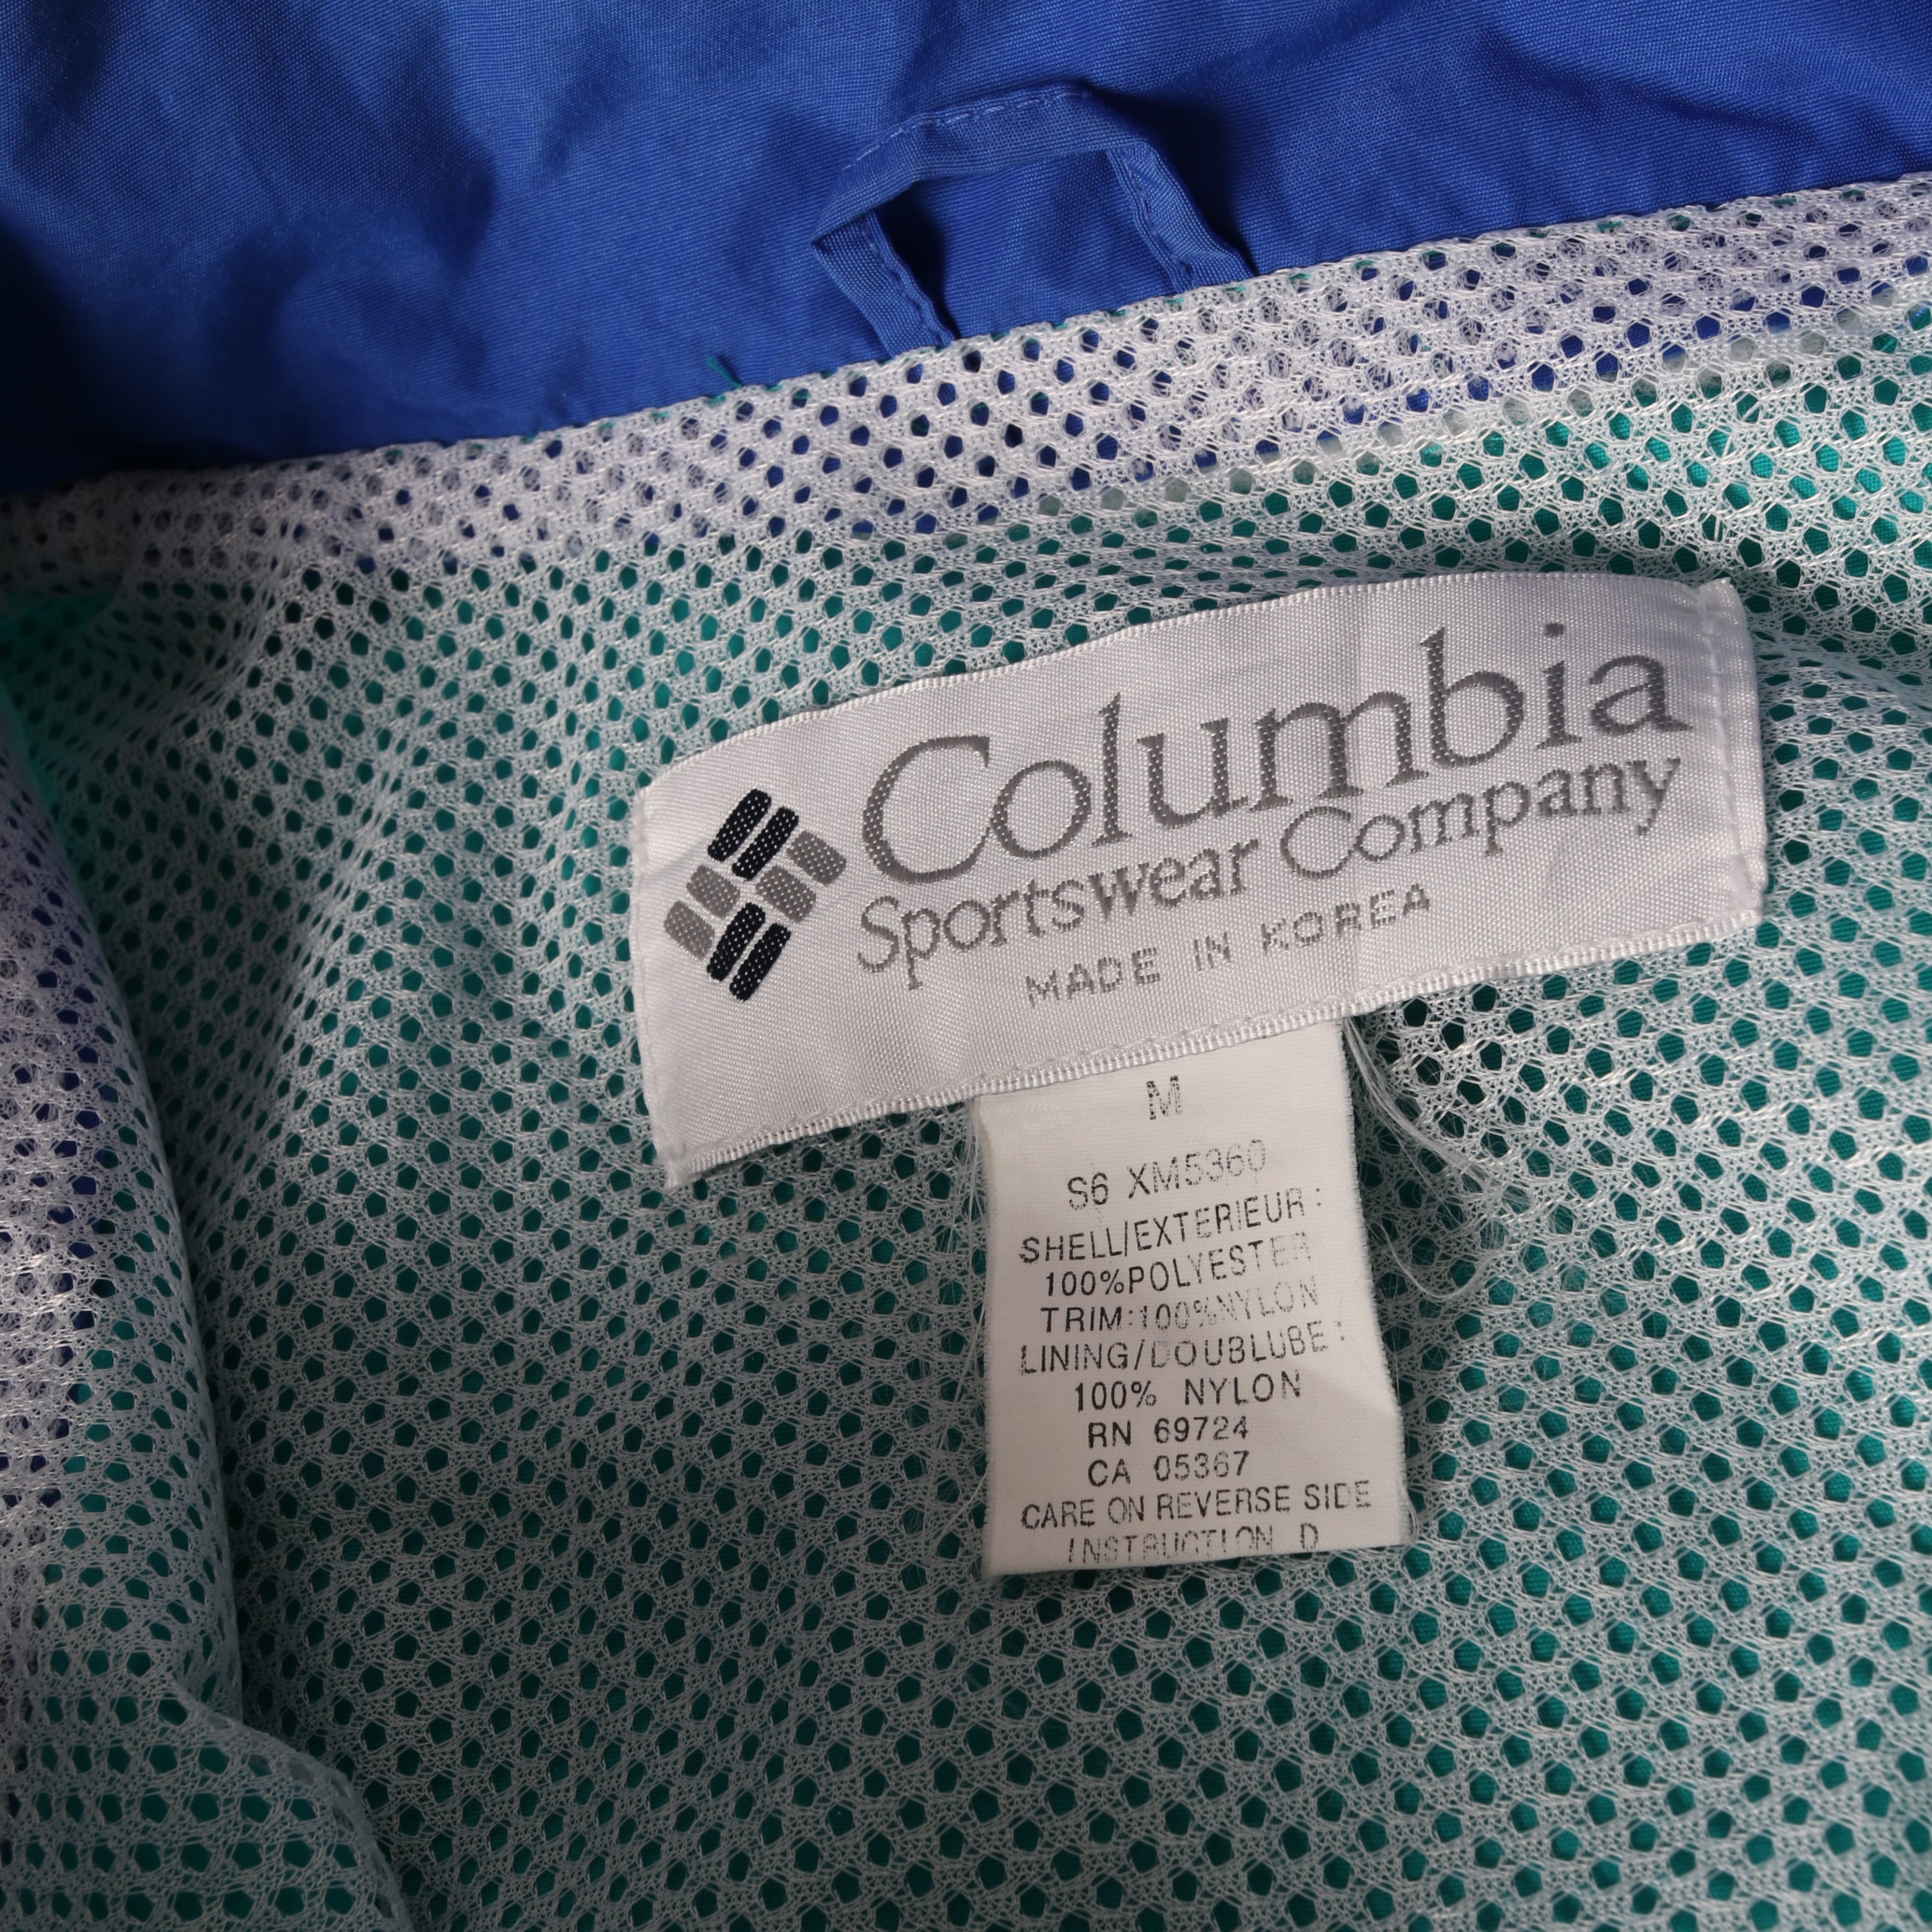 Columbia
Sportswear Company
MADE IN KOREA
M
S6 XM5360
SHELL/EXTERIEUR:
100%POLYESTER
TRIM:100%NYLON
LINING/DOUBLUBE:
100% NYLON
RN 69724
CA 05367
CARE ON REVERSE SIDE
INSTRUCTION D